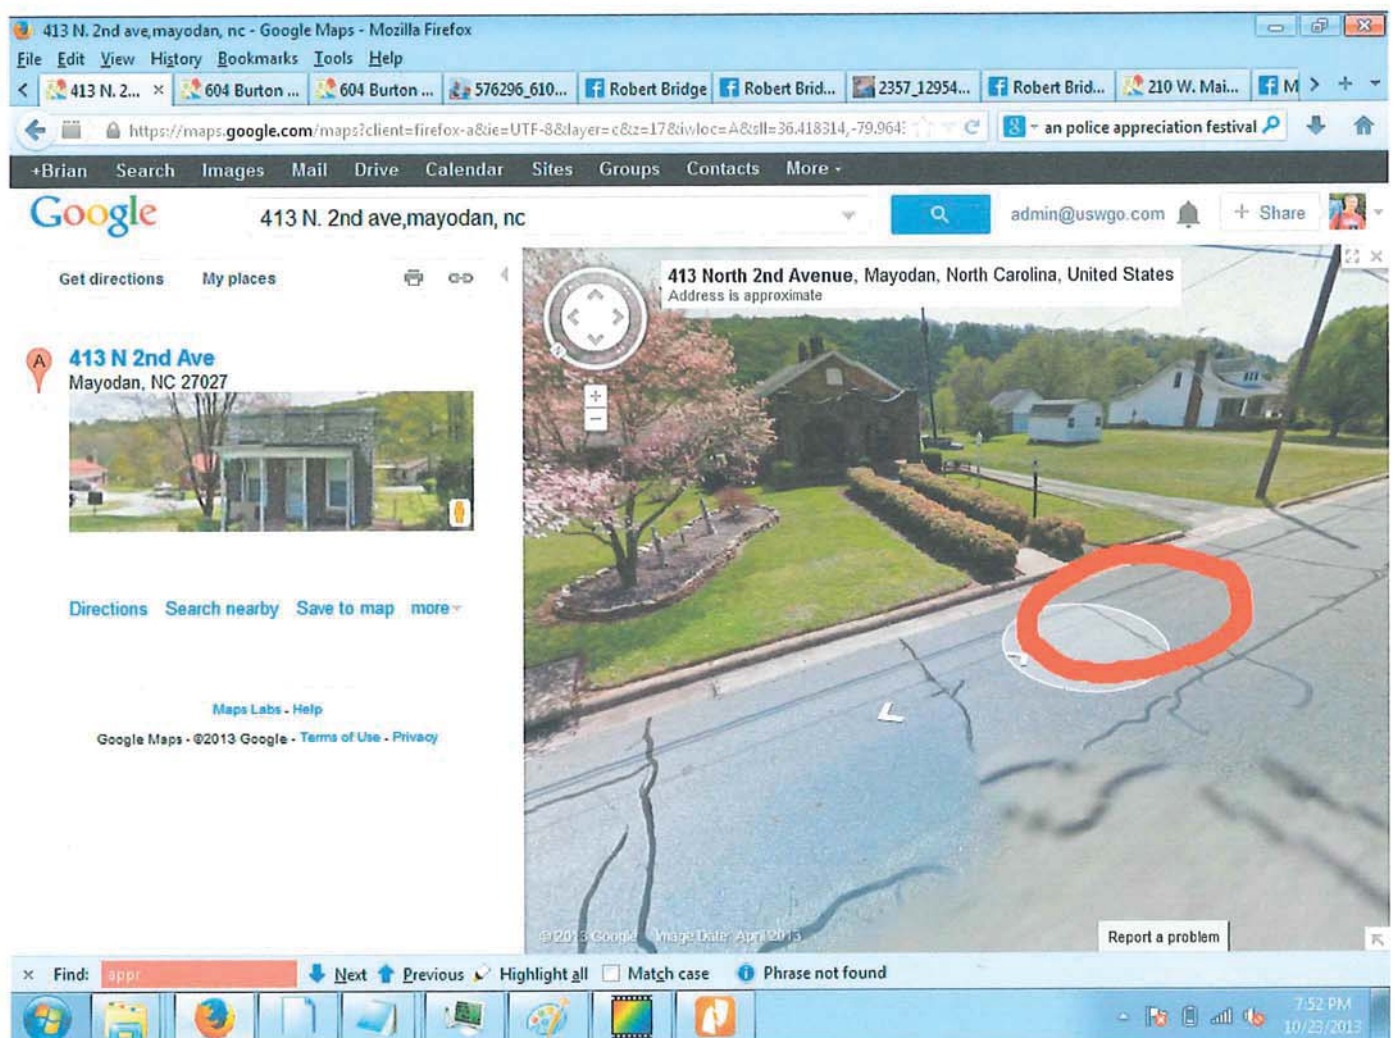 413 N. 2nd ave,mayodan, nc - Google Maps - Mozilla Firefox
File Edit View History Bookmarks Tools Help
413 N. 2... × 604 Burton ... 604 Burton ... 576296_610... Robert Bridge Robert Brid... 2357_12954... Robert Brid... 210 W. Mai... M
https://maps.google.com/maps?client=firefox-a&ie=UTF-8&layer=c&z=17&iwloc=A&sll=36.418314,-79.964 an police appreciation festival
+Brian Search Images Mail Drive Calendar Sites Groups Contacts More
Google 413 N. 2nd ave,mayodan, nc admin@uswgo.com + Share
Get directions My places
413 North 2nd Avenue, Mayodan, North Carolina, United States
Address is approximate
A 413 N 2nd Ave
Mayodan, NC 27027
Directions Search nearby Save to map more
Maps Labs - Help
Google Maps - ©2013 Google - Terms of Use - Privacy
© 2013 Google Image Date: April 2013
Report a problem
× Find: appr Next Previous Highlight all Match case Phrase not found
7:52 PM
10/23/2013